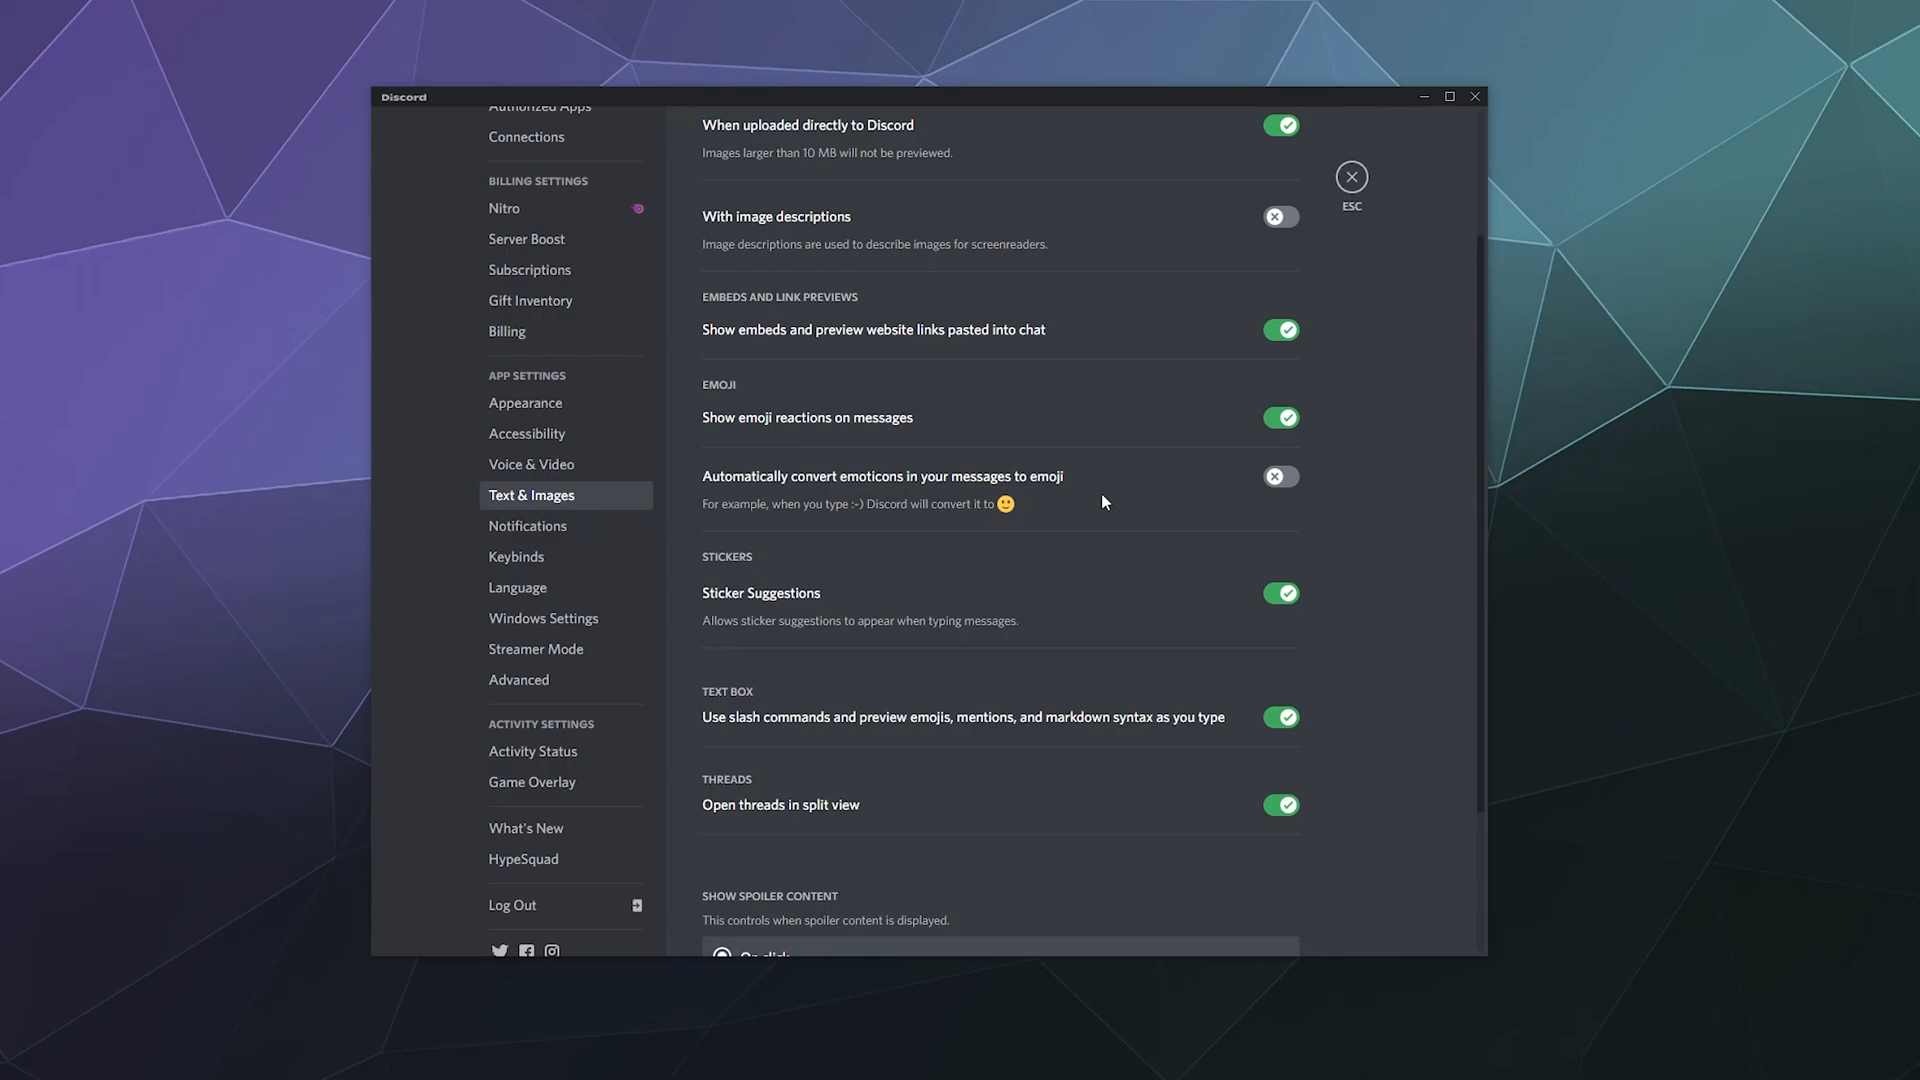 Discord
Authorized Apps
Connections
BILLING SETTINGS
Nitro
Server Boost
Subscriptions
Gift Inventory
Billing
APP SETTINGS
Appearance
Accessibility
Voice & Video
Text & Images
Notifications
Keybinds
Language
Windows Settings
Streamer Mode
Advanced
ACTIVITY SETTINGS
Activity Status
Game Overlay
What's New
HypeSquad
Log Out
When uploaded directly to Discord
Images larger than 10 MB will not be previewed.
With image descriptions
Image descriptions are used to describe images for screenreaders.
EMBEDS AND LINK PREVIEWS
Show embeds and preview website links pasted into chat
EMOJI
Show emoji reactions on messages
Automatically convert emoticons in your messages to emoji
For example, when you type :-) Discord will convert it to 🙂
STICKERS
Sticker Suggestions
Allows sticker suggestions to appear when typing messages.
TEXT BOX
Use slash commands and preview emojis, mentions, and markdown syntax as you type
THREADS
Open threads in split view
SHOW SPOILER CONTENT
This controls when spoiler content is displayed.
On click
ESC